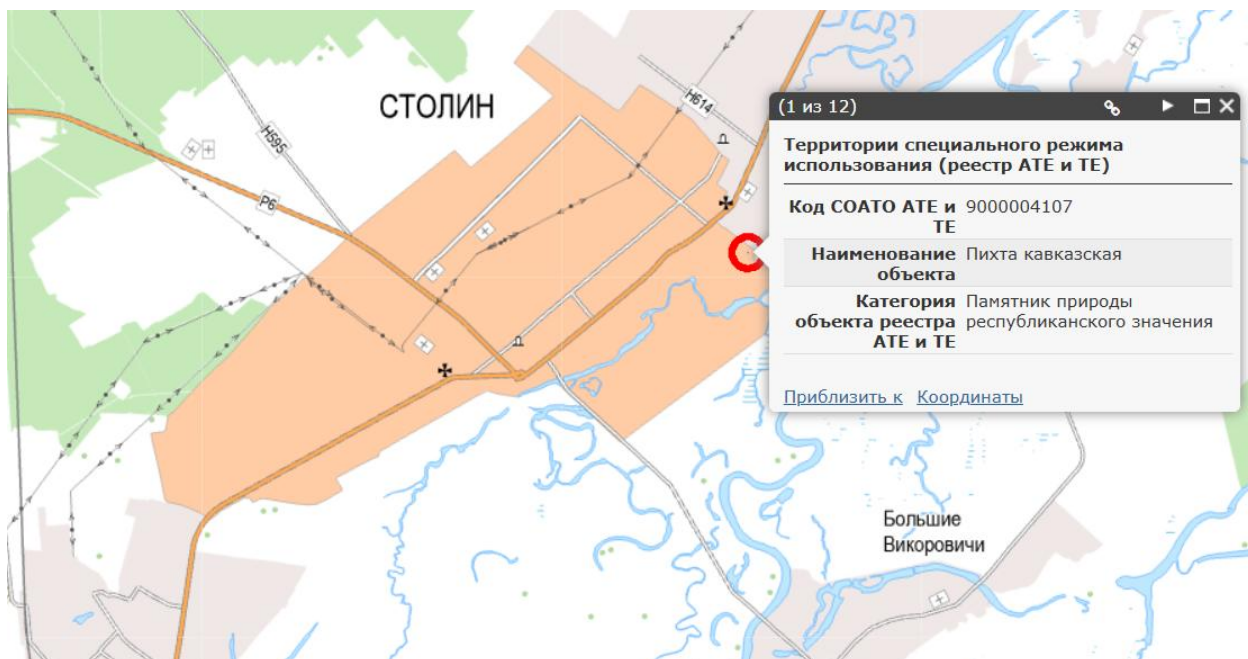 СТОЛИН
Н614
Н595
Р6
(1 из 12)
Территории специального режима
использования (реестр АТЕ и ТЕ)
Код СОАТО АТЕ и 9000004107
ТЕ
Наименование Пихта кавказская
объекта
Категория Памятник природы
объекта реестра республиканского значения
АТЕ и ТЕ
Приблизить к Координаты
Большие
Викоровичи